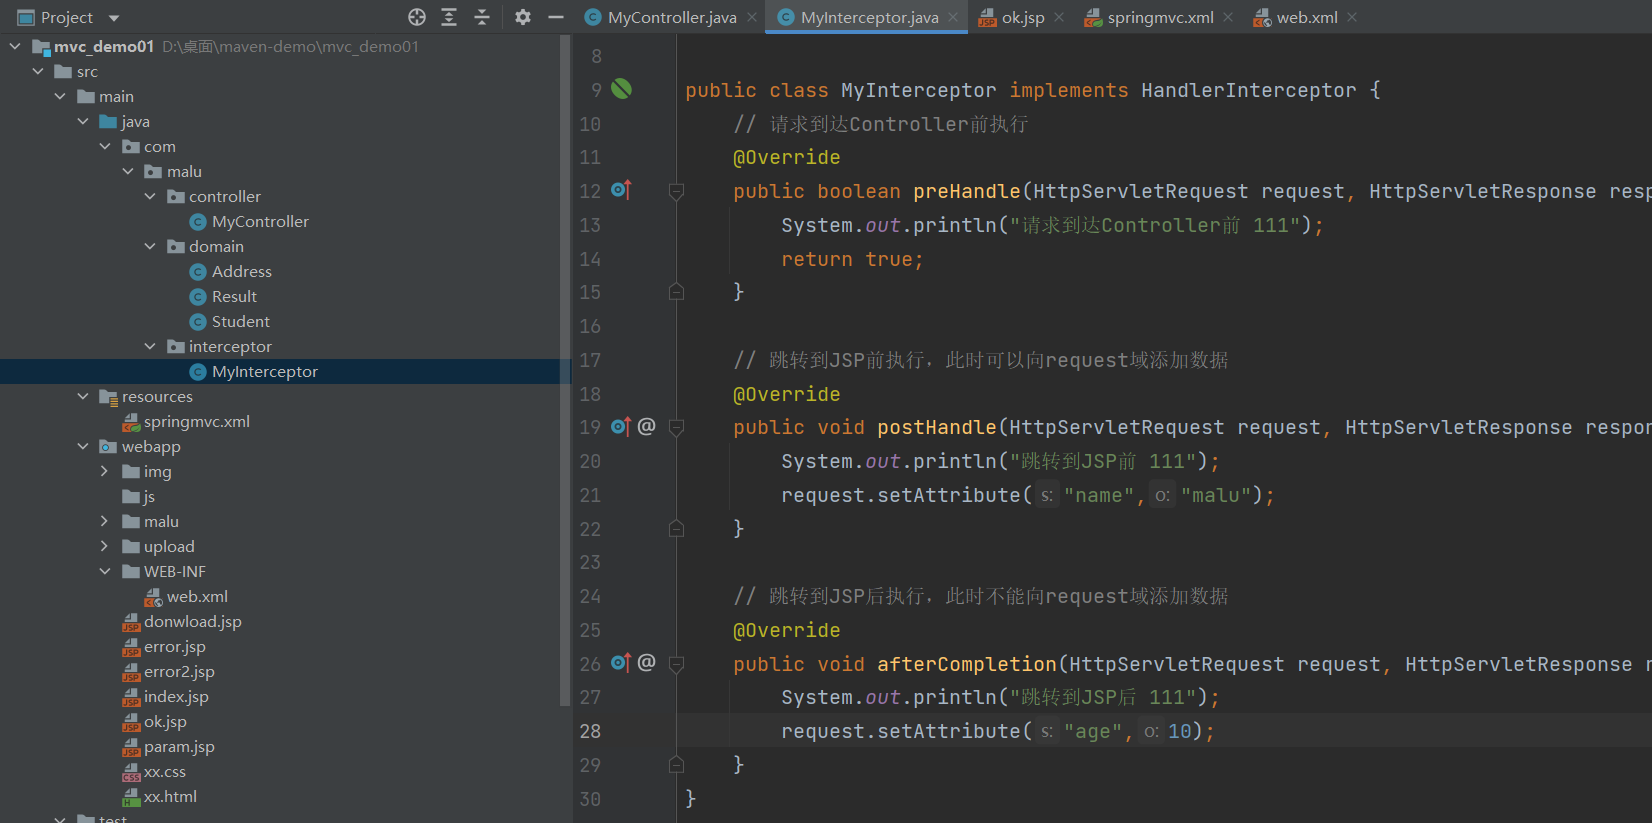 Project
MyController.java
MyInterceptor.java
ok.jsp
springmvc.xml
web.xml
mvc_demo01 D:\桌面\maven-demo\mvc_demo01
src
main
java
com
malu
controller
MyController
domain
Address
Result
Student
interceptor
MyInterceptor
resources
springmvc.xml
webapp
img
js
malu
upload
WEB-INF
web.xml
donwload.jsp
error.jsp
error2.jsp
index.jsp
ok.jsp
param.jsp
xx.css
xx.html
test
8
9 public class MyInterceptor implements HandlerInterceptor {
10 // 请求到达Controller前执行
11 @Override
12 public boolean preHandle(HttpServletRequest request, HttpServletResponse resp
13 System.out.println("请求到达Controller前 111");
14 return true;
15 }
16
17 // 跳转到JSP前执行，此时可以向request域添加数据
18 @Override
19 @ public void postHandle(HttpServletRequest request, HttpServletResponse respon
20 System.out.println("跳转到JSP前 111");
21 request.setAttribute( s: "name", o: "malu");
22 }
23
24 // 跳转到JSP后执行，此时不能向request域添加数据
25 @Override
26 @ public void afterCompletion(HttpServletRequest request, HttpServletResponse r
27 System.out.println("跳转到JSP后 111");
28 request.setAttribute( s: "age", o: 10);
29 }
30 }